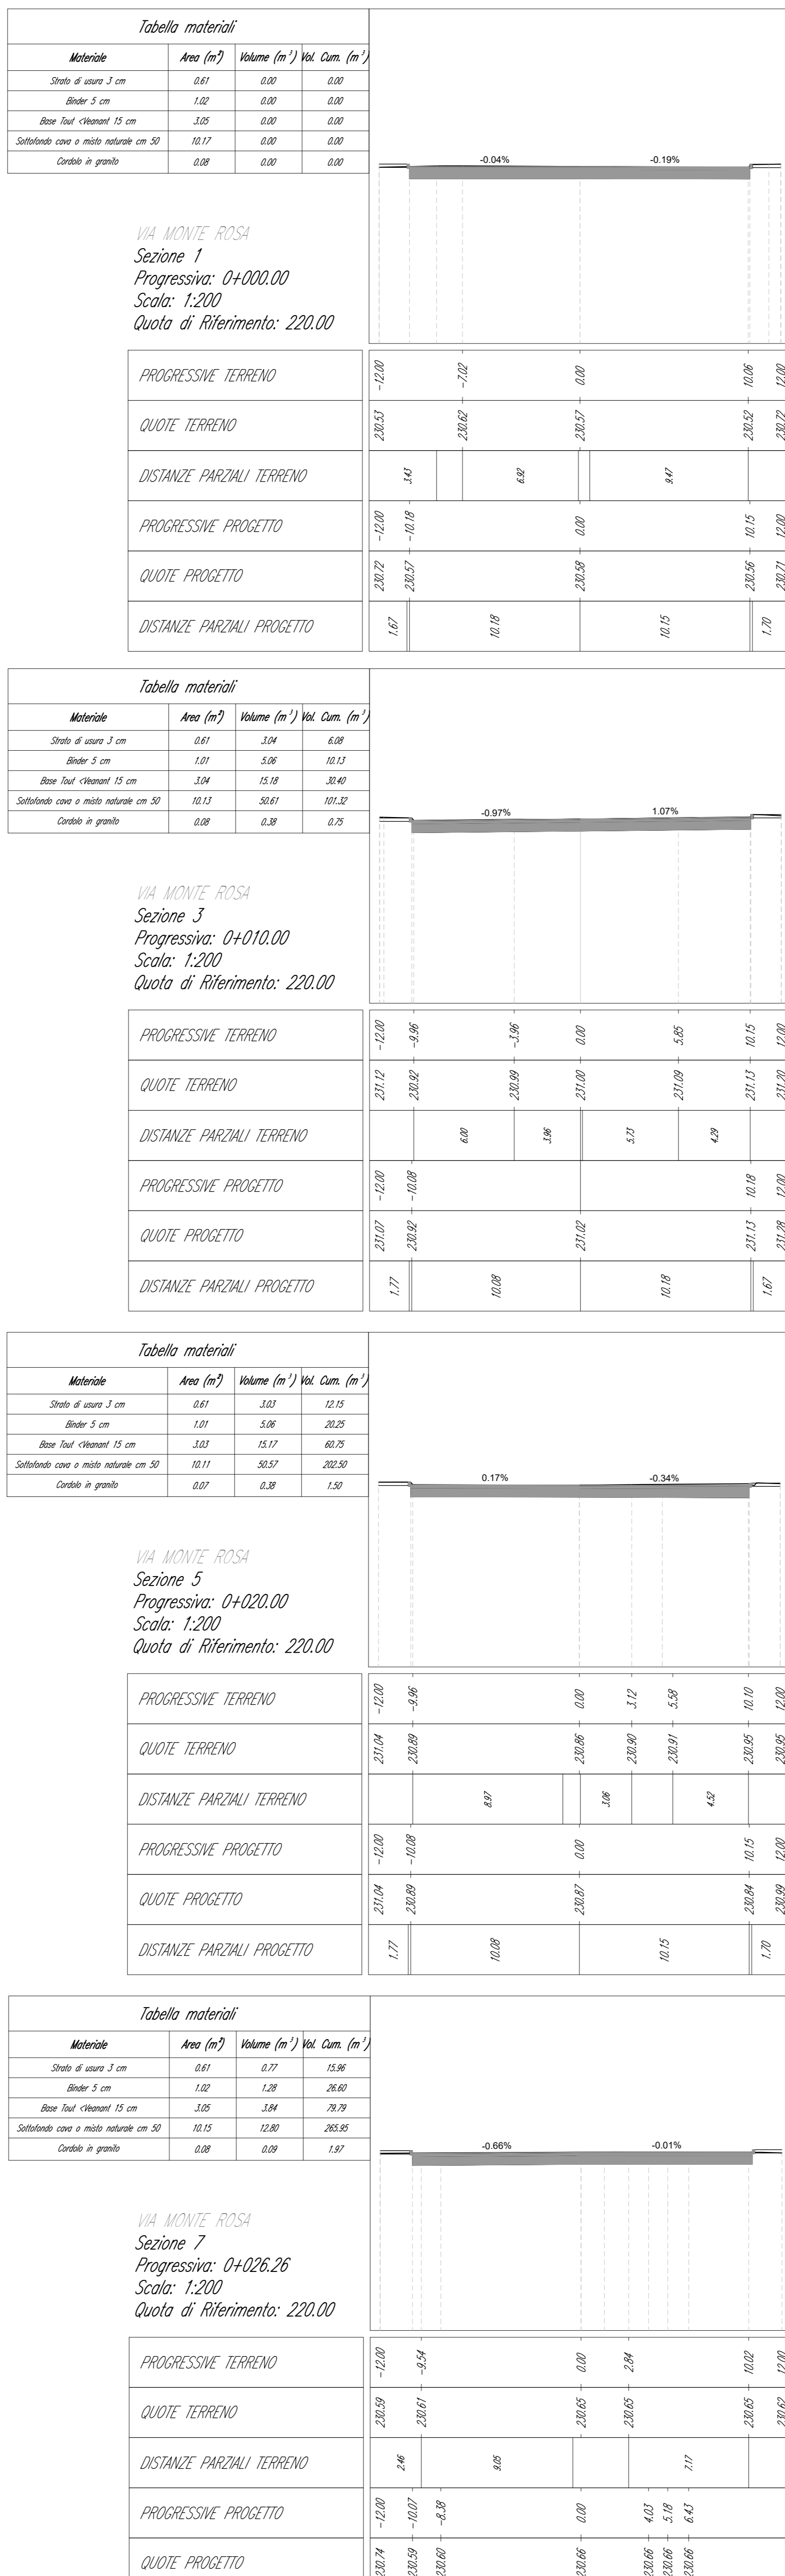 Tabella materiali
Materiale Area (m²) Volume (m³) Vol. Cum. (m³)
Strato di usura 3 cm 0.61 0.00 0.00
Binder 5 cm 1.02 0.00 0.00
Base Tout <Veanant 15 cm 3.05 0.00 0.00
Sottofondo cava o misto naturale cm 50 10.17 0.00 0.00
Cordolo in granito 0.08 0.00 0.00
-0.04% -0.19%
VIA MONTE ROSA
Sezione 1
Progressiva: 0+000.00
Scala: 1:200
Quota di Riferimento: 220.00
PROGRESSIVE TERRENO -12.00 -7.02 0.00 10.06 12.00
QUOTE TERRENO 230.53 230.62 230.57 230.52 230.72
DISTANZE PARZIALI TERRENO 3.43 6.92 9.47
PROGRESSIVE PROGETTO -12.00 -10.18 0.00 10.15 12.00
QUOTE PROGETTO 230.72 230.57 230.58 230.56 230.71
DISTANZE PARZIALI PROGETTO 1.67 10.18 10.15 1.70
Tabella materiali
Materiale Area (m²) Volume (m³) Vol. Cum. (m³)
Strato di usura 3 cm 0.61 3.04 6.08
Binder 5 cm 1.01 5.06 10.13
Base Tout <Veanant 15 cm 3.04 15.18 30.40
Sottofondo cava o misto naturale cm 50 10.13 50.61 101.32
Cordolo in granito 0.08 0.38 0.75
-0.97% 1.07%
VIA MONTE ROSA
Sezione 3
Progressiva: 0+010.00
Scala: 1:200
Quota di Riferimento: 220.00
PROGRESSIVE TERRENO -12.00 -9.96 -3.96 0.00 5.85 10.15 12.00
QUOTE TERRENO 231.12 230.92 230.99 231.00 231.09 231.13 231.20
DISTANZE PARZIALI TERRENO 6.00 3.96 5.73 4.29
PROGRESSIVE PROGETTO -12.00 -10.08 10.18 12.00
QUOTE PROGETTO 231.07 230.92 231.02 231.13 231.28
DISTANZE PARZIALI PROGETTO 1.77 10.08 10.18 1.67
Tabella materiali
Materiale Area (m²) Volume (m³) Vol. Cum. (m³)
Strato di usura 3 cm 0.61 3.03 12.15
Binder 5 cm 1.01 5.06 20.25
Base Tout <Veanant 15 cm 3.03 15.17 60.75
Sottofondo cava o misto naturale cm 50 10.11 50.57 202.50
Cordolo in granito 0.07 0.38 1.50
0.17% -0.34%
VIA MONTE ROSA
Sezione 5
Progressiva: 0+020.00
Scala: 1:200
Quota di Riferimento: 220.00
PROGRESSIVE TERRENO -12.00 -9.96 0.00 3.12 5.58 10.10 12.00
QUOTE TERRENO 231.04 230.89 230.86 230.90 230.91 230.95 230.95
DISTANZE PARZIALI TERRENO 8.97 3.06 4.52
PROGRESSIVE PROGETTO -12.00 -10.08 0.00 10.15 12.00
QUOTE PROGETTO 231.04 230.89 230.87 230.84 230.99
DISTANZE PARZIALI PROGETTO 1.77 10.08 10.15 1.70
Tabella materiali
Materiale Area (m²) Volume (m³) Vol. Cum. (m³)
Strato di usura 3 cm 0.61 0.77 15.96
Binder 5 cm 1.02 1.28 26.60
Base Tout <Veanant 15 cm 3.05 3.84 79.79
Sottofondo cava o misto naturale cm 50 10.15 12.80 265.95
Cordolo in granito 0.08 0.09 1.97
-0.66% -0.01%
VIA MONTE ROSA
Sezione 7
Progressiva: 0+026.26
Scala: 1:200
Quota di Riferimento: 220.00
PROGRESSIVE TERRENO -12.00 -9.54 0.00 2.84 10.02 12.00
QUOTE TERRENO 230.59 230.61 230.65 230.65 230.65 230.62
DISTANZE PARZIALI TERRENO 2.46 9.05 7.17
PROGRESSIVE PROGETTO -12.00 -10.07 -8.38 0.00 4.03 5.18 6.43
QUOTE PROGETTO 230.74 230.59 230.60 230.66 230.66 230.66 230.66